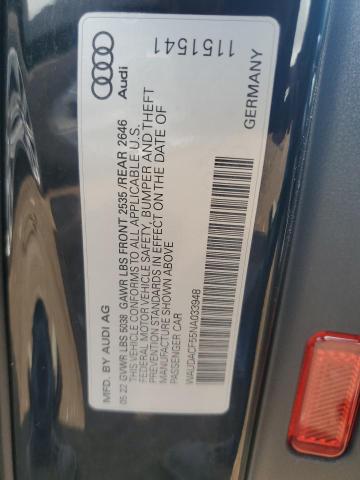 Audi
1151541
MFD. BY AUDI AG
GERMANY
05 22 GVWR LBS 5038 GAWR LBS FRONT 2535 /REAR 2646
THIS VEHICLE CONFORMS TO ALL APPLICABLE U.S.
FEDERAL MOTOR VEHICLE SAFETY, BUMPER AND THEFT
PREVENTION STANDARDS IN EFFECT ON THE DATE OF
MANUFACTURE SHOWN ABOVE
PASSENGER CAR
WAUDACF55NA033948